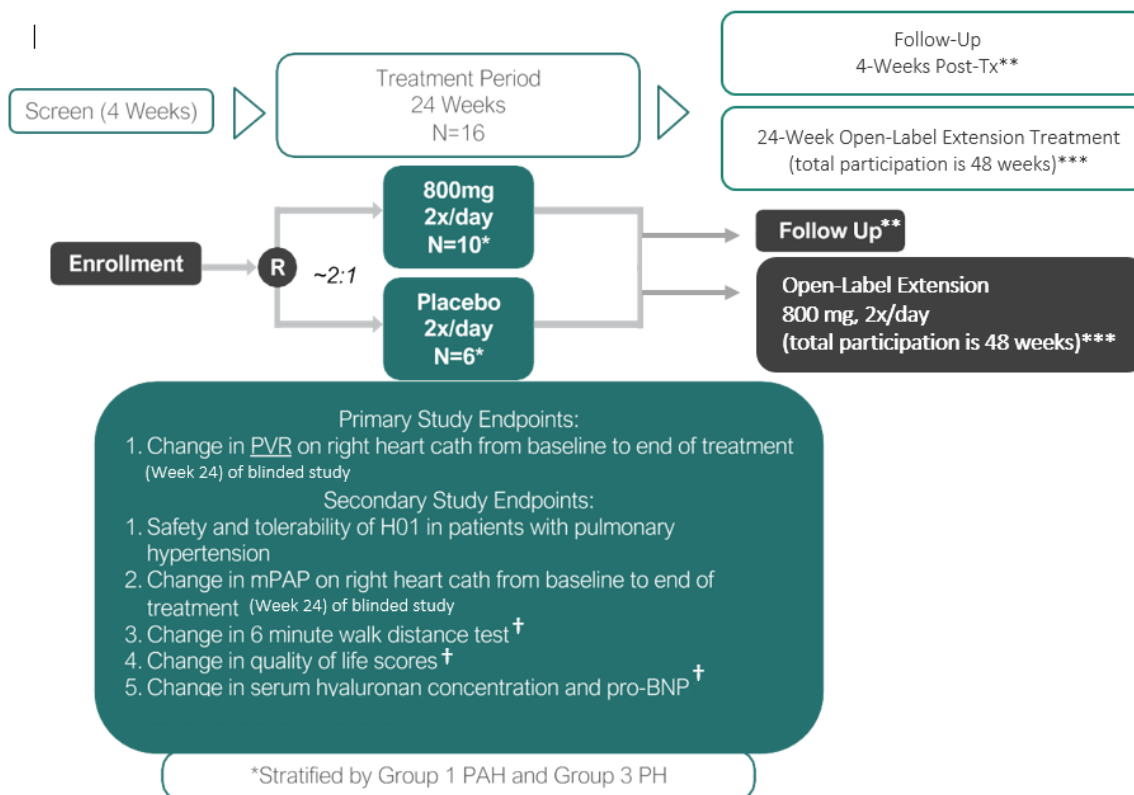 Screen (4 Weeks)
Treatment Period
24 Weeks
N=16
Follow-Up
4-Weeks Post-Tx**
24-Week Open-Label Extension Treatment
(total participation is 48 weeks)***
Enrollment
R
~2:1
800mg
2x/day
N=10*
Placebo
2x/day
N=6*
Follow Up**
Open-Label Extension
800 mg, 2x/day
(total participation is 48 weeks)***
Primary Study Endpoints:
1. Change in PVR on right heart cath from baseline to end of treatment
(Week 24) of blinded study
Secondary Study Endpoints:
1. Safety and tolerability of H01 in patients with pulmonary
hypertension
2. Change in mPAP on right heart cath from baseline to end of
treatment (Week 24) of blinded study
3. Change in 6 minute walk distance test†
4. Change in quality of life scores†
5. Change in serum hyaluronan concentration and pro-BNP†
*Stratified by Group 1 PAH and Group 3 PH